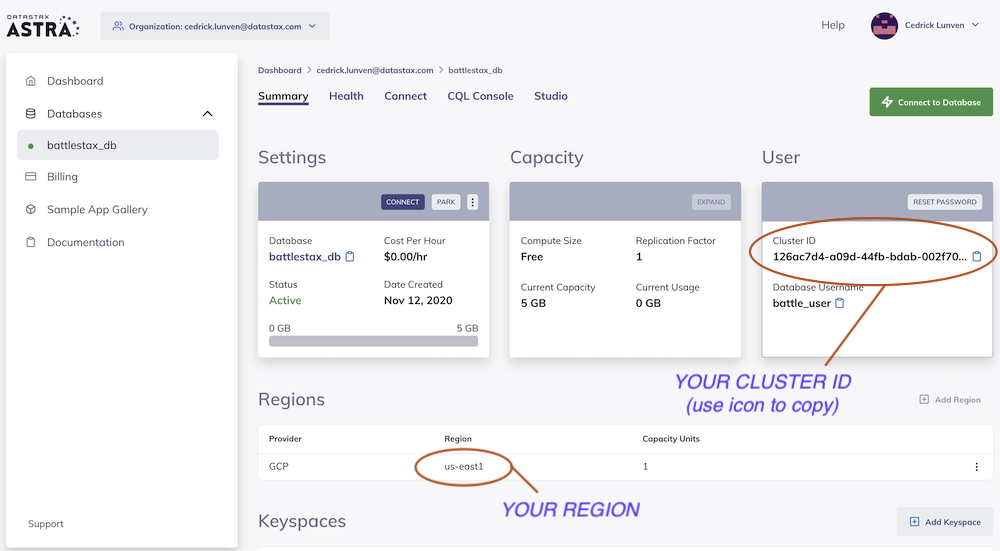 DATASTAX
ASTRA
Organization: cedrick.lunven@datastax.com
Help
Cedrick Lunven
Dashboard
Databases
battlestax_db
Billing
Sample App Gallery
Documentation
Support
Dashboard > cedrick.lunven@datastax.com > battlestax_db
Summary Health Connect CQL Console Studio
Connect to Database
Settings
CONNECT PARK
Database Cost Per Hour
battlestax_db $0.00/hr
Status Date Created
Active Nov 12, 2020
0 GB 5 GB
Capacity
EXPAND
Compute Size Replication Factor
Free 1
Current Capacity Current Usage
5 GB 0 GB
User
RESET PASSWORD
Cluster ID
126ac7d4-a09d-44fb-bdab-002f70...
Database Username
battle_user
YOUR CLUSTER ID
(use icon to copy)
Regions
Add Region
Provider Region Capacity Units
GCP us-east1 1
YOUR REGION
Keyspaces
Add Keyspace